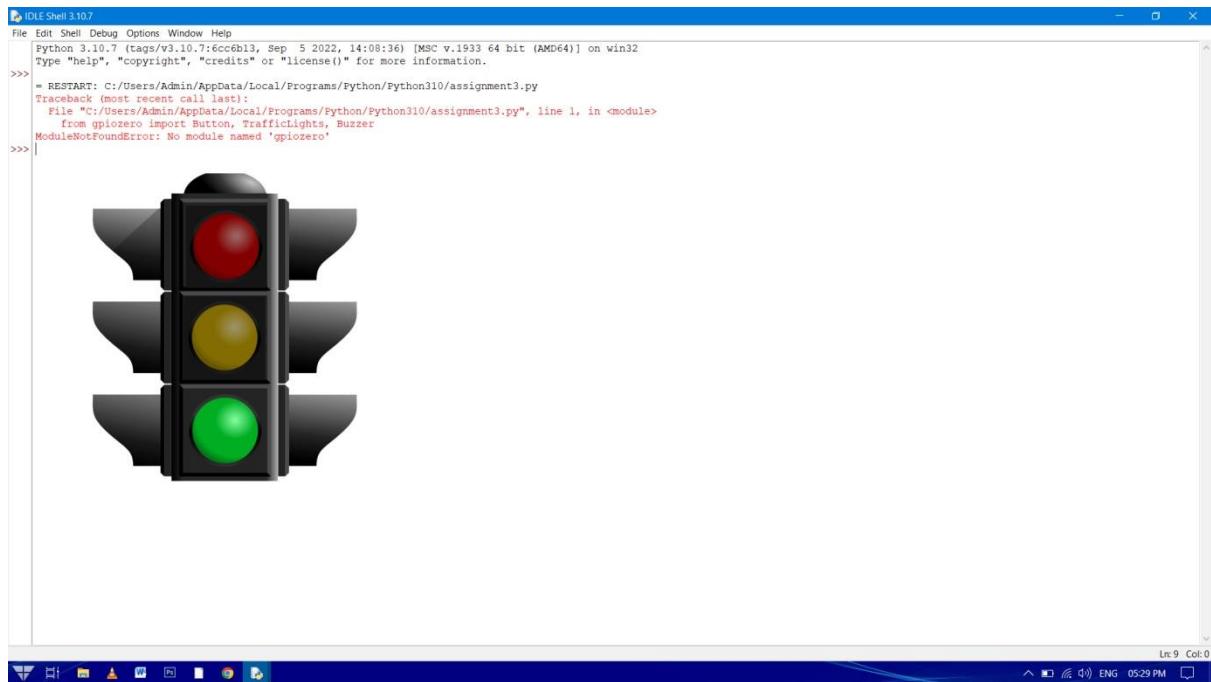 IDLE Shell 3.10.7
File Edit Shell Debug Options Window Help
Python 3.10.7 (tags/v3.10.7:6cc6b13, Sep 5 2022, 14:08:36) [MSC v.1933 64 bit (AMD64)] on win32
Type "help", "copyright", "credits" or "license()" for more information.
>>>
= RESTART: C:/Users/Admin/AppData/Local/Programs/Python/Python310/assignment3.py
Traceback (most recent call last):
File "C:/Users/Admin/AppData/Local/Programs/Python/Python310/assignment3.py", line 1, in <module>
from gpiozero import Button, TrafficLights, Buzzer
ModuleNotFoundError: No module named 'gpiozero'
>>>
Ln: 9 Col: 0
W Ps ENG 05:29 PM